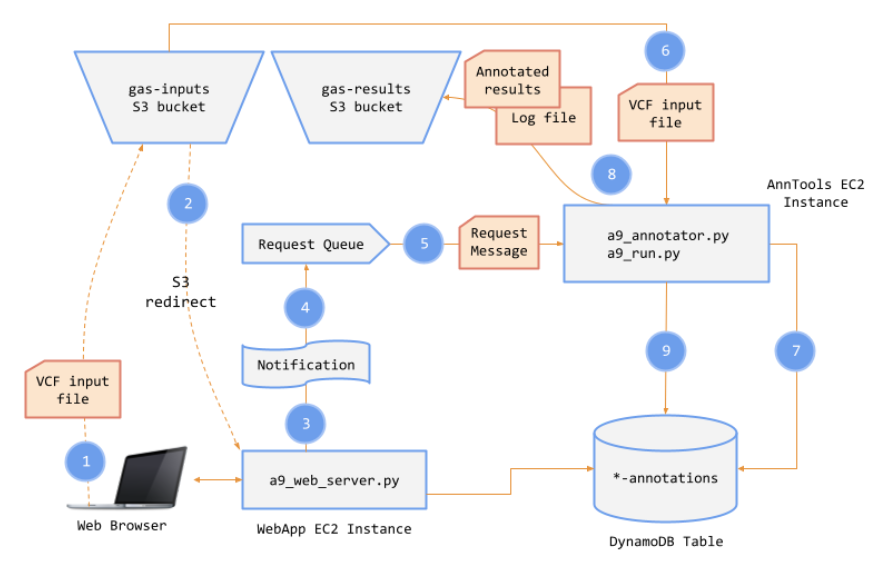 6
gas-inputs
S3 bucket
gas-results
S3 bucket
Annotated
results
Log file
VCF input
file
8
AnnTools EC2
Instance
2
Request Queue
5
Request
Message
a9_annotator.py
a9_run.py
S3
redirect
4
Notification
9
7
VCF input
file
3
1
a9_web_server.py
*-annotations
Web Browser
WebApp EC2 Instance
DynamoDB Table